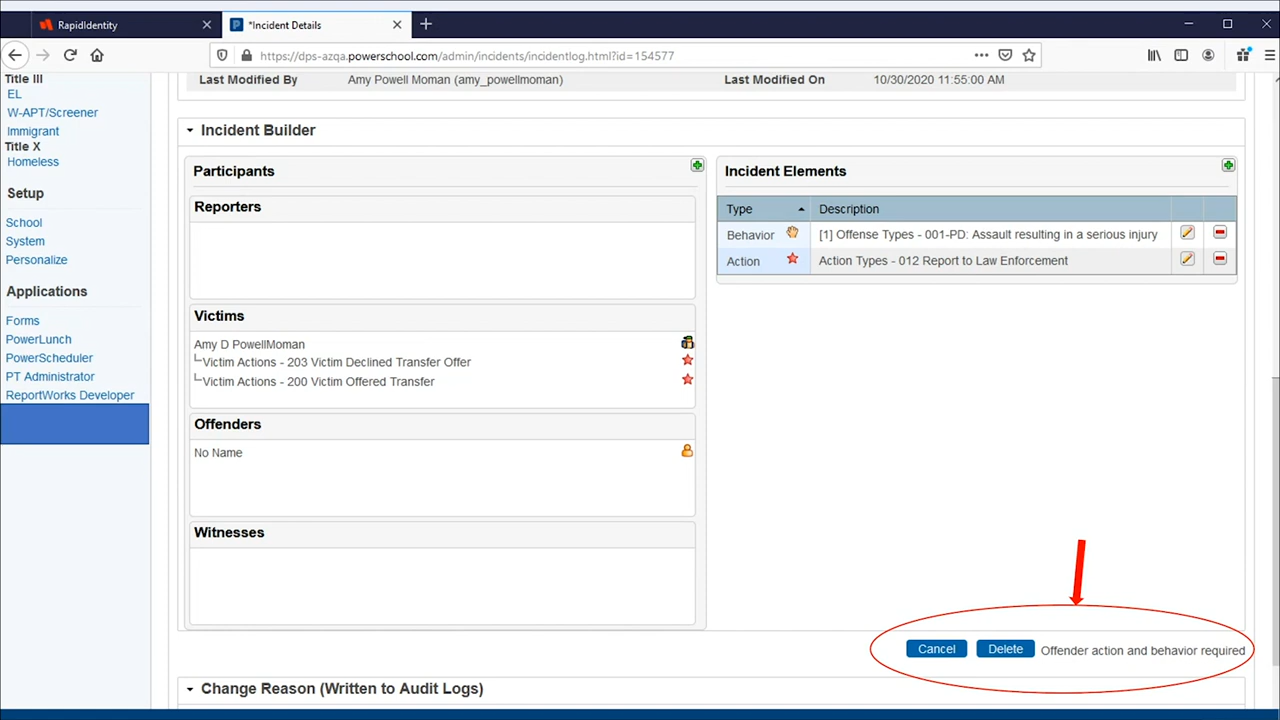 RapidIdentity
*Incident Details
https://dps-azqa.powerschool.com/admin/incidents/incidentlog.html?id=154577
Title III
EL
W-APT/Screener
Immigrant
Title X
Homeless
Setup
School
System
Personalize
Applications
Forms
PowerLunch
PowerScheduler
PT Administrator
ReportWorks Developer
Last Modified By Amy Powell Moman (amy_powellmoman) Last Modified On 10/30/2020 11:55:00 AM
Incident Builder
Participants
Reporters
Victims
Amy D PowellMoman
Victim Actions - 203 Victim Declined Transfer Offer
Victim Actions - 200 Victim Offered Transfer
Offenders
No Name
Witnesses
Incident Elements
Type Description
Behavior [1] Offense Types - 001-PD: Assault resulting in a serious injury
Action Action Types - 012 Report to Law Enforcement
Cancel Delete Offender action and behavior required
Change Reason (Written to Audit Logs)